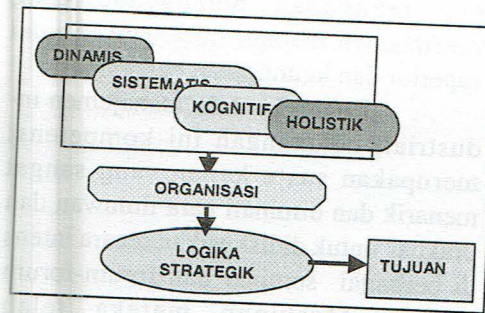 DINAMIS
SISTEMATIS
KOGNITIF
HOLISTIK
ORGANISASI
LOGIKA
STRATEGIK
TUJUAN